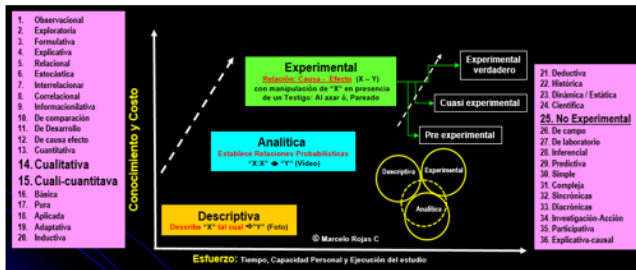 1. Observacional
2. Exploratoria
3. Formulativa
4. Explicativa
5. Relacional
6. Estocástica
7. Interrelacionar
8. Correlacional
9. Informacionilativa
10. De comparación
11. De Desarrollo
12. De causa efecto
13. Cuantitativa
14. Cualitativa
15. Cuali-cuantitava
16. Básica
17. Pura
18. Aplicada
19. Adaptativa
20. Inductiva
Conocimiento y Costo
Experimental
Relación: Causa - Efecto (X – Y)
con manipulación de "X" en presencia
de un Testigo: Al azar ó, Pareado
Analítica
Establece Relaciones Probabilísticas
"X:X" "Y" (Video)
Descriptiva
Describe "X" tal cual "Y" (Foto)
Experimental
verdadero
Cuasi experimental
Pre experimental
Descriptiva
Experimental
Analítica
© Marcelo Rojas C
Esfuerzo: Tiempo, Capacidad Personal y Ejecución del estudio
21. Deductiva
22. Histórica
23. Dinámica / Estática
24. Científica
25. No Experimental
26. De campo
27. De laboratorio
28. Inferencial
29. Predictiva
30. Simple
31. Compleja
32. Sincrónicas
33. Diacrónicas
34. Investigación-Acción
35. Participativa
36. Explicativa-causal